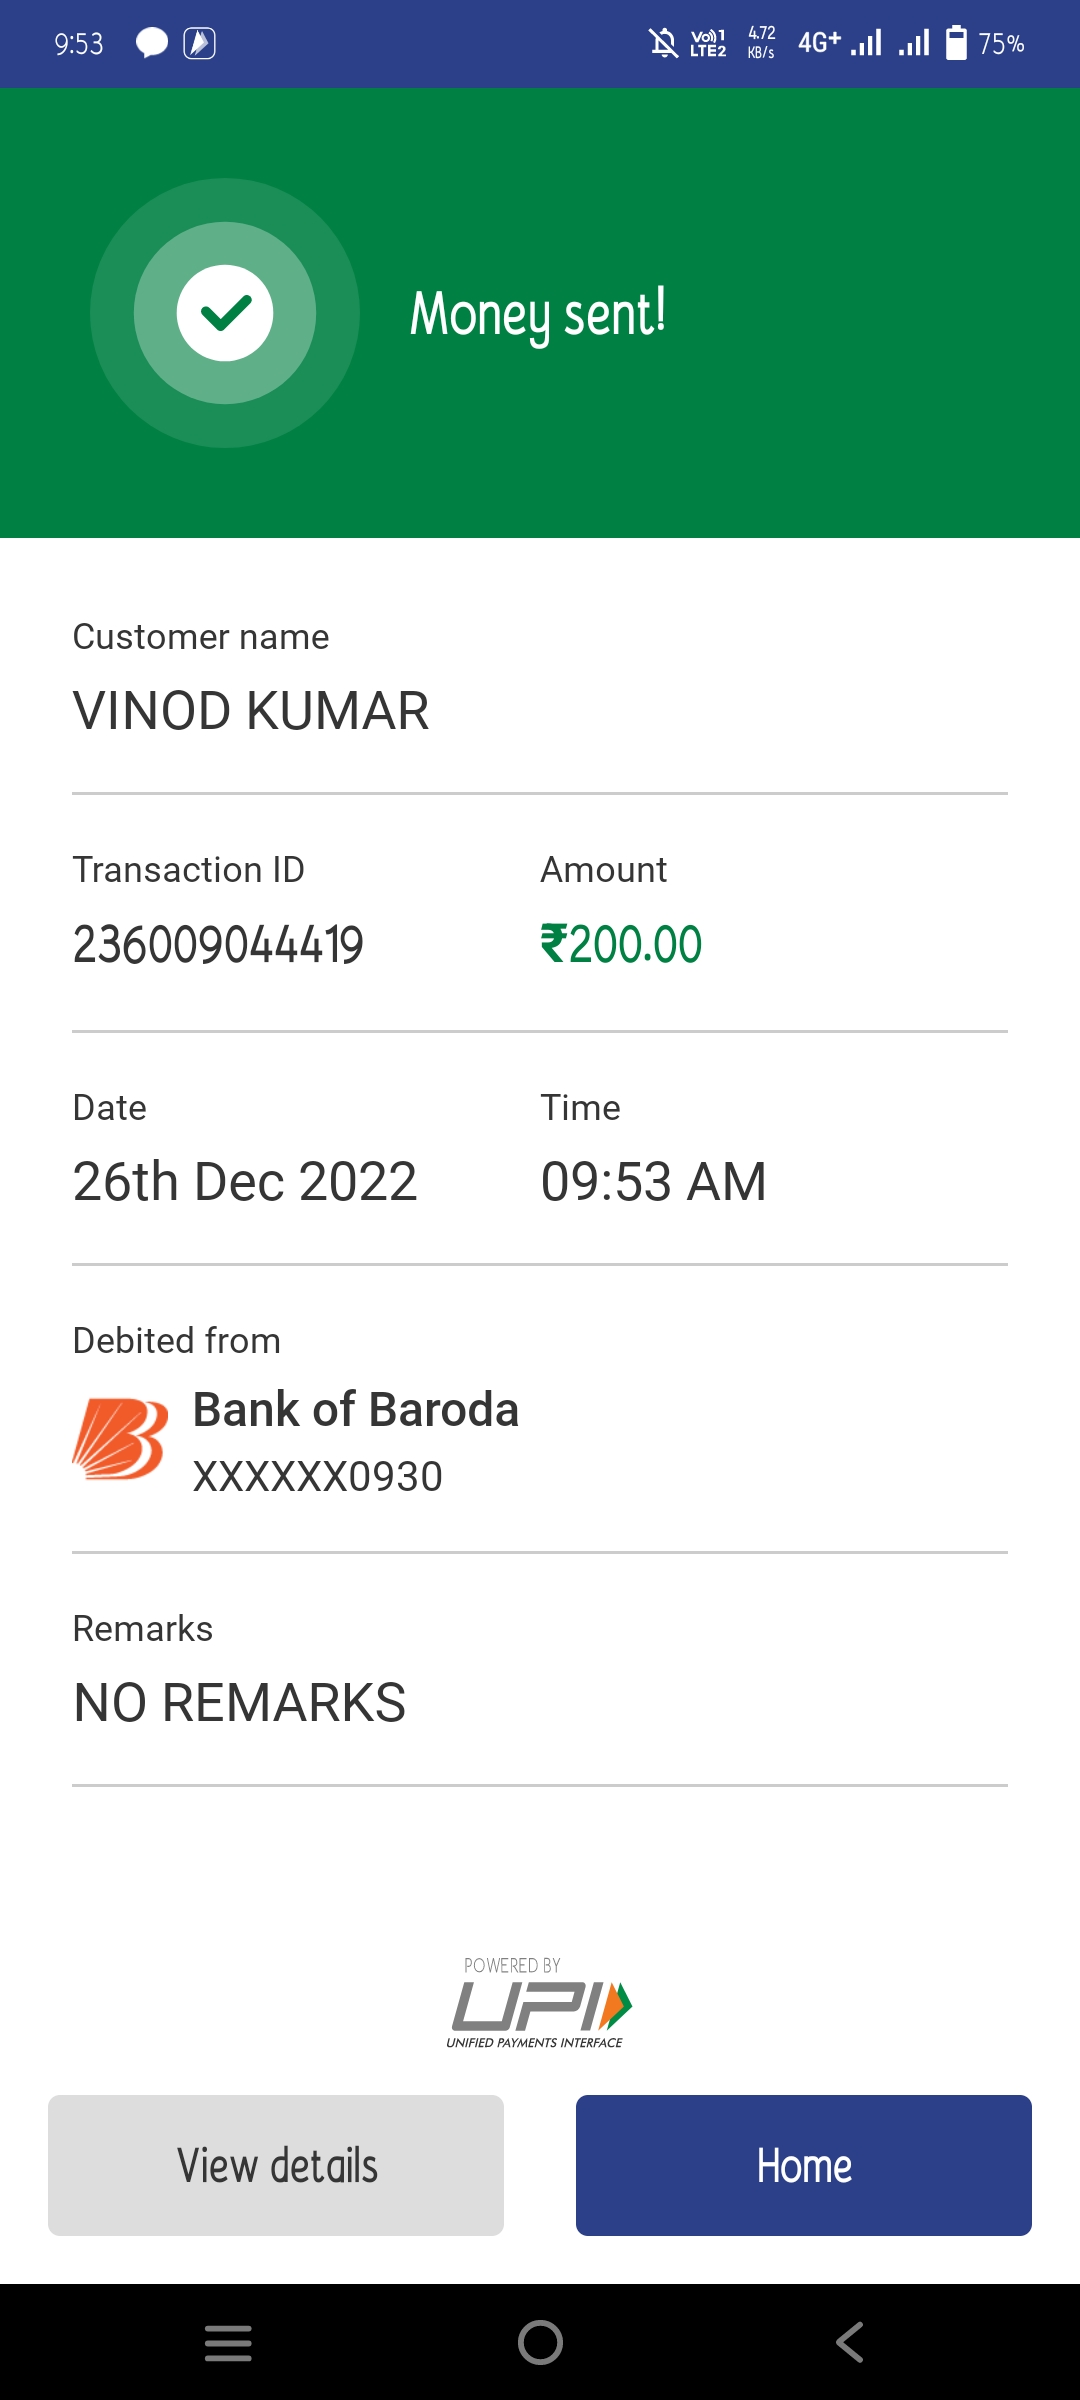 9:53
Vo)) 1
LTE2
4.72
KB/s
4G+
75%
Money sent!
Customer name
VINOD KUMAR
Transaction ID
Amount
236009044419
₹200.00
Date
Time
26th Dec 2022
09:53 AM
Debited from
Bank of Baroda
XXXXXX0930
Remarks
NO REMARKS
POWERED BY
UPI
UNIFIED PAYMENTS INTERFACE
View details
Home